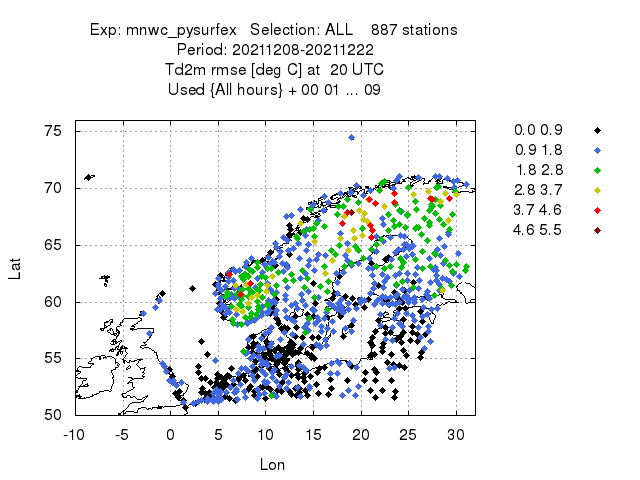 Exp: mnwc_pysurfex   Selection: ALL    887 stations
Period: 20211208-20211222
Td2m rmse [deg C] at  20 UTC
Used {All hours} + 00 01 ... 09
0.0 0.9
0.9 1.8
1.8 2.8
2.8 3.7
3.7 4.6
4.6 5.5
75
70
65
60
55
50
Lat
-10 -5 0 5 10 15 20 25 30
Lon